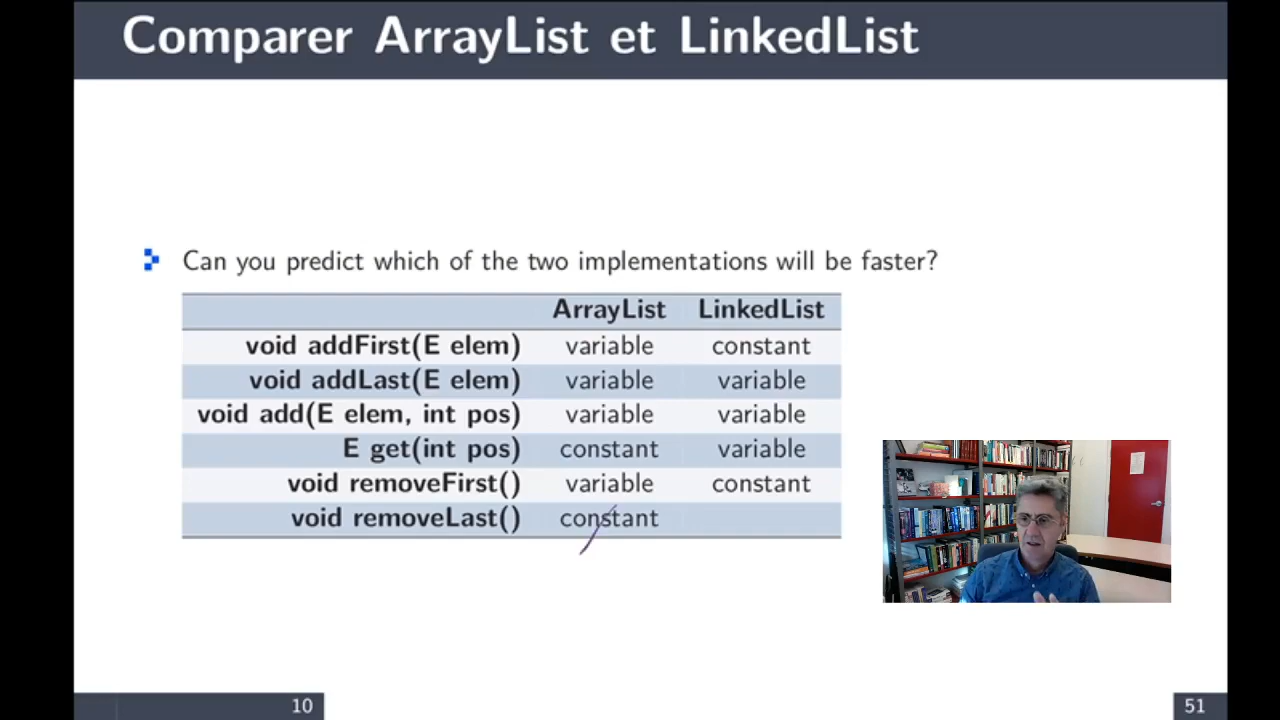 Comparer ArrayList et LinkedList
Can you predict which of the two implementations will be faster?
ArrayList LinkedList
void addFirst(E elem) variable constant
void addLast(E elem) variable variable
void add(E elem, int pos) variable variable
E get(int pos) constant variable
void removeFirst() variable constant
void removeLast() constant
10 51